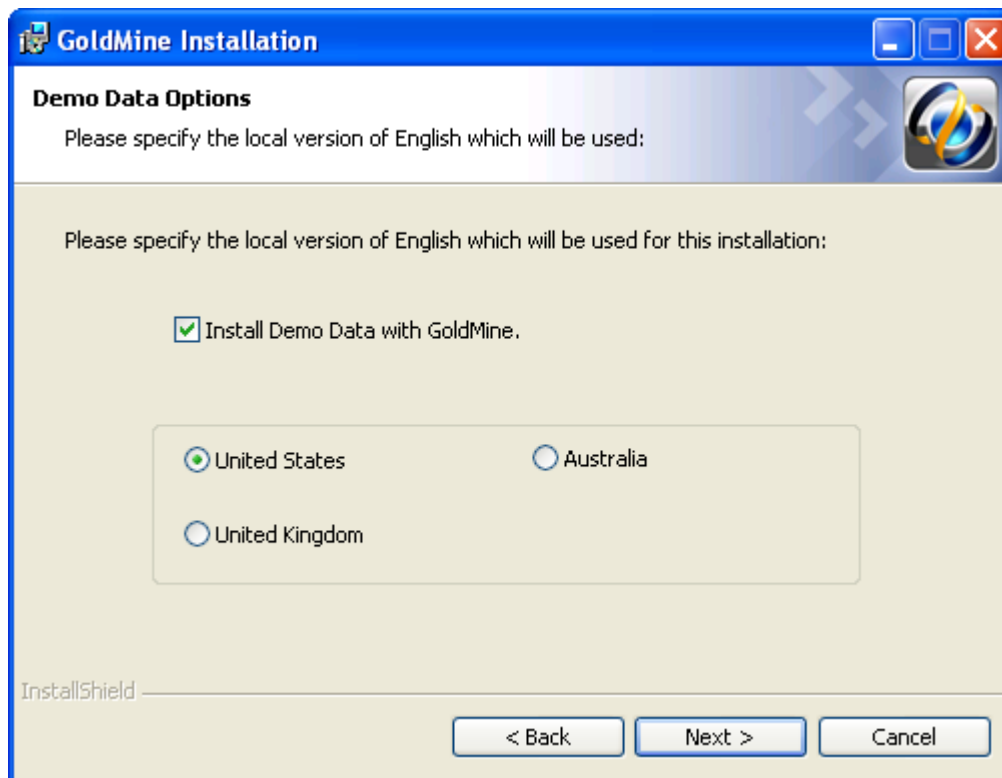 GoldMine Installation
Demo Data Options
Please specify the local version of English which will be used:
Please specify the local version of English which will be used for this installation:
Install Demo Data with GoldMine.
United States
Australia
United Kingdom
InstallShield
< Back
Next >
Cancel